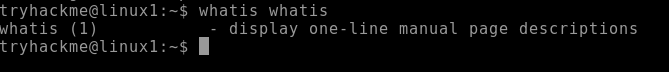 tryhackme@linux1:~$ whatis whatis
whatis (1)           - display one-line manual page descriptions
tryhackme@linux1:~$